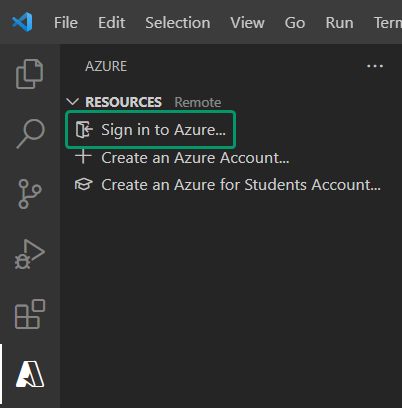 File Edit Selection View Go Run Term
AZURE
RESOURCES Remote
Sign in to Azure...
Create an Azure Account...
Create an Azure for Students Account...